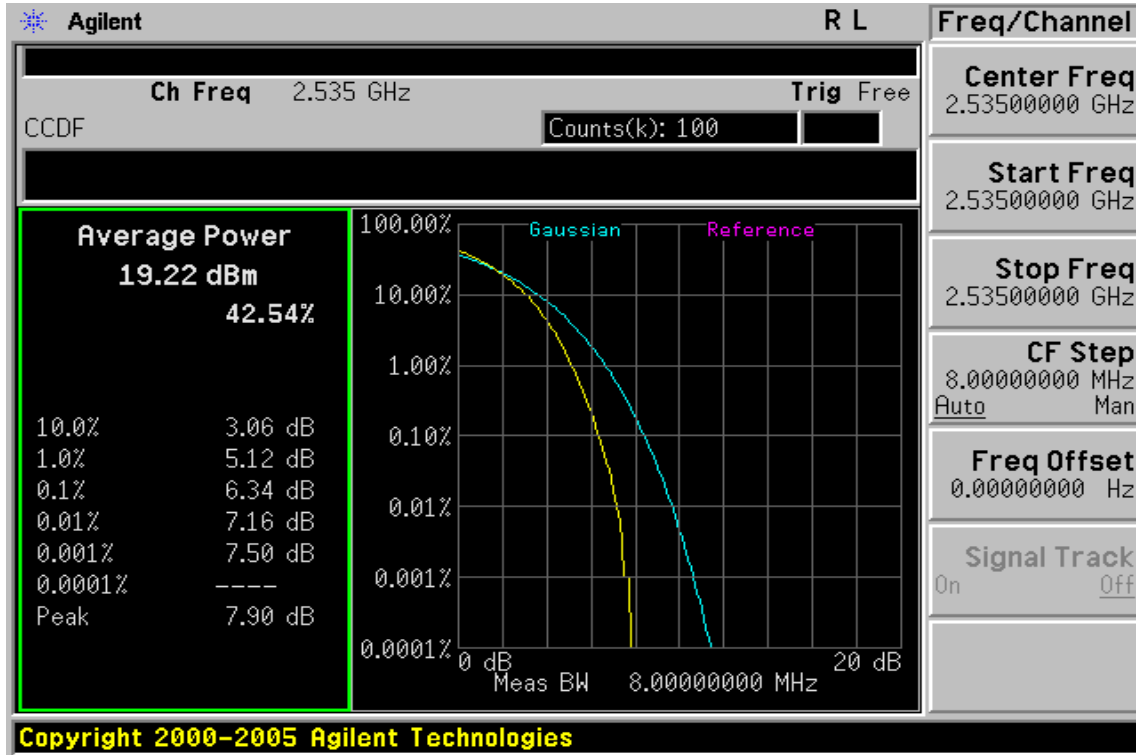 Agilent
R L
Ch Freq 2.535 GHz
Trig Free
CCDF
Counts(k): 100
Average Power
19.22 dBm
42.54%
10.0% 3.06 dB
1.0% 5.12 dB
0.1% 6.34 dB
0.01% 7.16 dB
0.001% 7.50 dB
0.0001% ----
Peak 7.90 dB
Gaussian
Reference
100.00%
10.00%
1.00%
0.10%
0.01%
0.001%
0.0001%
0 dB
20 dB
Meas BW 8.00000000 MHz
Freq/Channel
Center Freq
2.53500000 GHz
Start Freq
2.53500000 GHz
Stop Freq
2.53500000 GHz
CF Step
8.00000000 MHz
Auto Man
Freq Offset
0.00000000 Hz
Signal Track
On Off
Copyright 2000-2005 Agilent Technologies